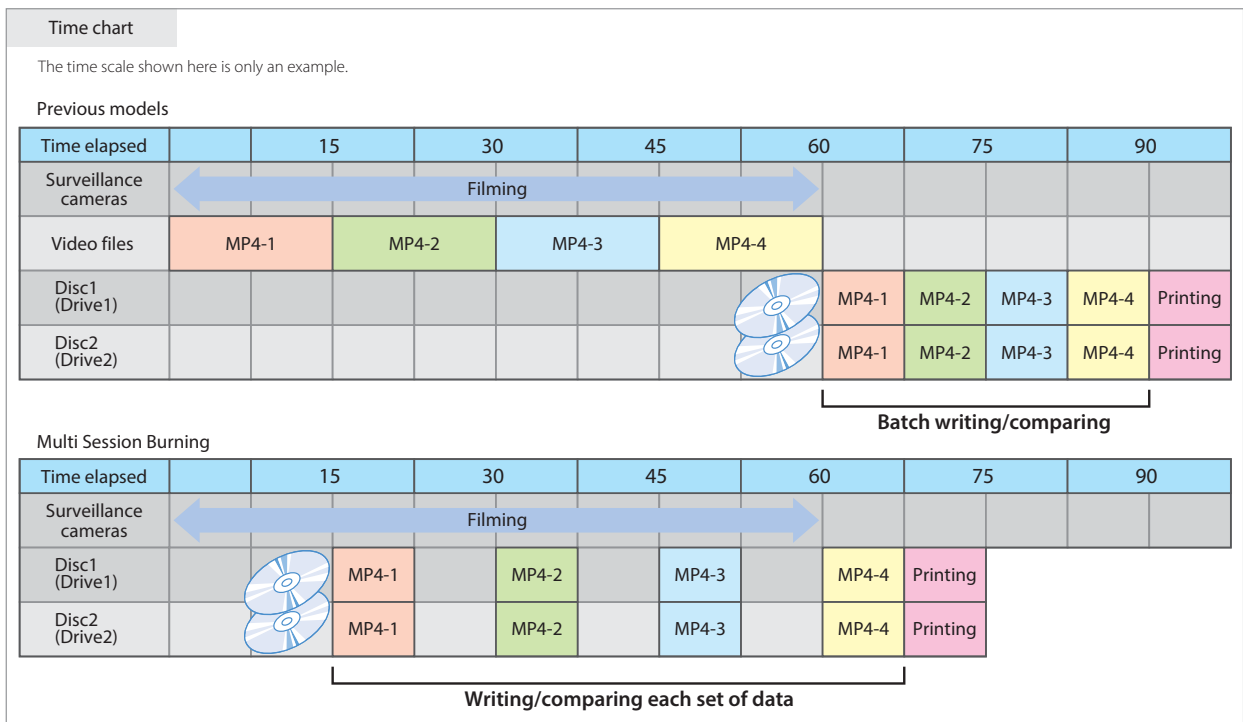 Time chart
The time scale shown here is only an example.
Previous models
Time elapsed 15 30 45 60 75 90
Surveillance
cameras
Filming
Video files MP4-1 MP4-2 MP4-3 MP4-4
Disc1
(Drive1)
MP4-1 MP4-2 MP4-3 MP4-4 Printing
Disc2
(Drive2)
MP4-1 MP4-2 MP4-3 MP4-4 Printing
Batch writing/comparing
Multi Session Burning
Time elapsed 15 30 45 60 75 90
Surveillance
cameras
Filming
Disc1
(Drive1)
MP4-1 MP4-2 MP4-3 MP4-4 Printing
Disc2
(Drive2)
MP4-1 MP4-2 MP4-3 MP4-4 Printing
Writing/comparing each set of data